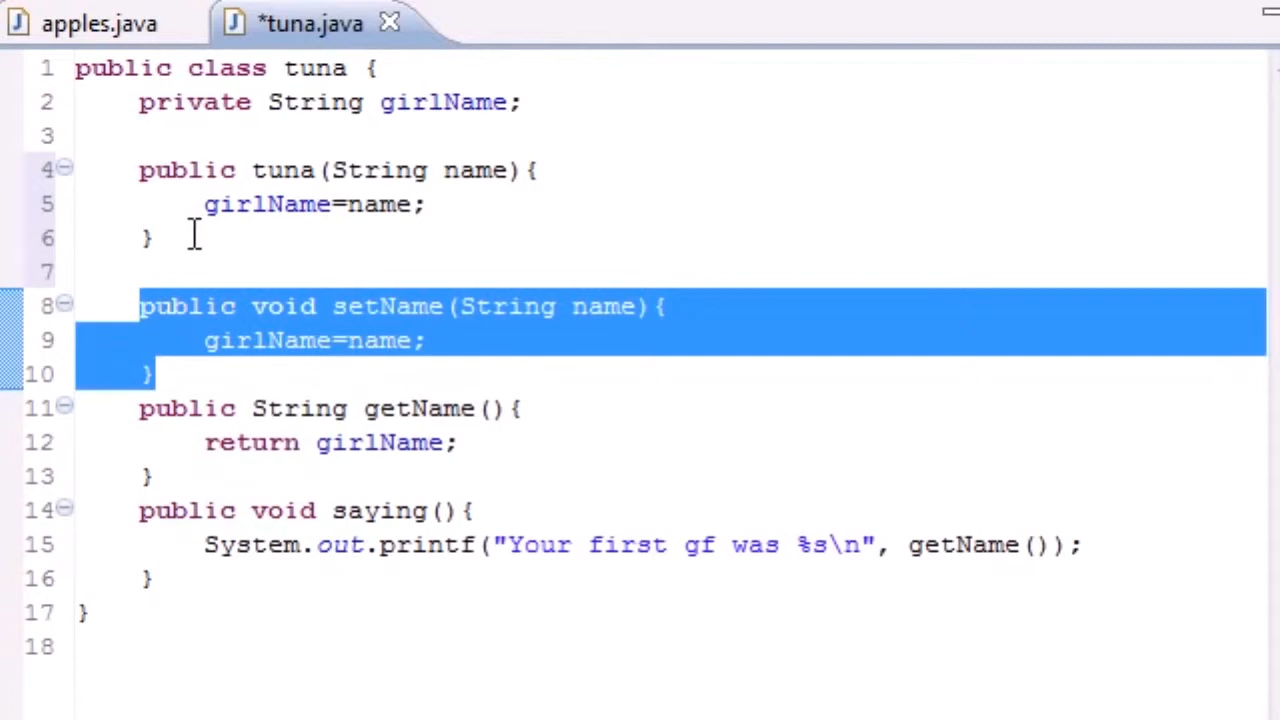 apples.java
*tuna.java
1 public class tuna {
2 private String girlName;
3
4 public tuna(String name){
5 girlName=name;
6 }
7
8 public void setName(String name){
9 girlName=name;
10 }
11 public String getName(){
12 return girlName;
13 }
14 public void saying(){
15 System.out.printf("Your first gf was %s\n", getName());
16 }
17 }
18